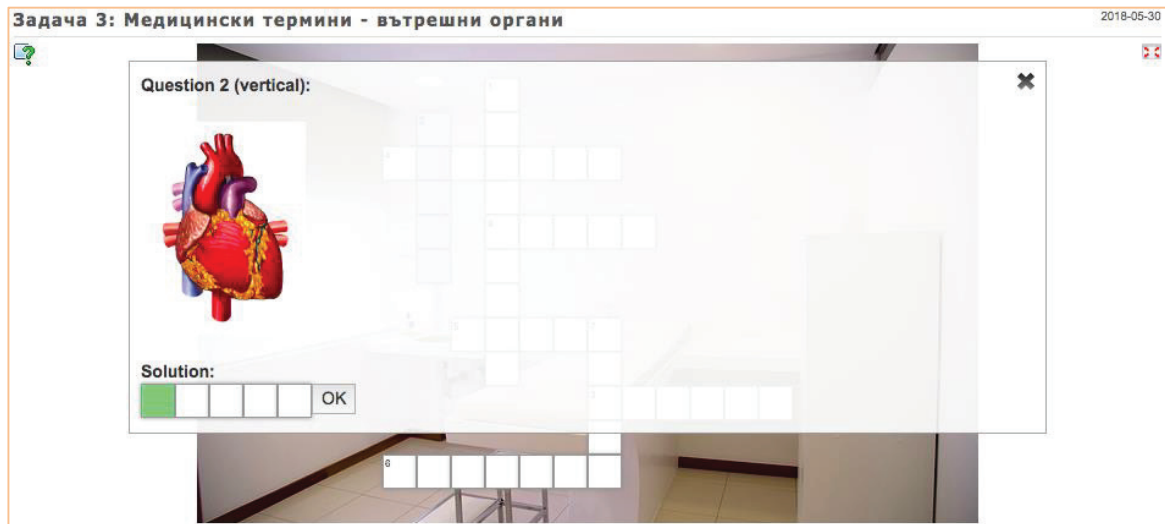 Задача 3: Медицински термини - вътрешни органи
2018-05-30
Question 2 (vertical):
Solution:
OK
6